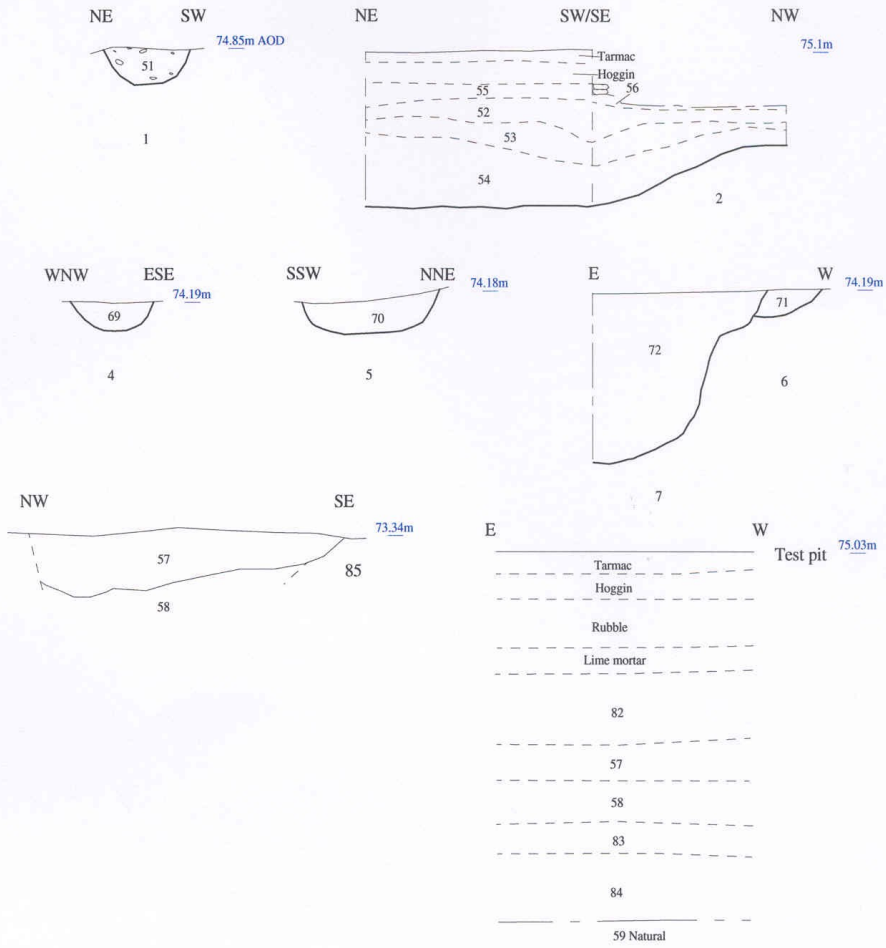 NE SW
74.85m AOD
51
1
NE SW/SE NW
75.1m
Tarmac
Hoggin
55 56
52
53
54
2
WNW ESE
74.19m
69
4
SSW NNE
74.18m
70
5
E W
74.19m
71
72
6
7
NW SE
73.34m
57
85
58
E W
Test pit 75.03m
Tarmac
Hoggin
Rubble
Lime mortar
82
57
58
83
84
59 Natural